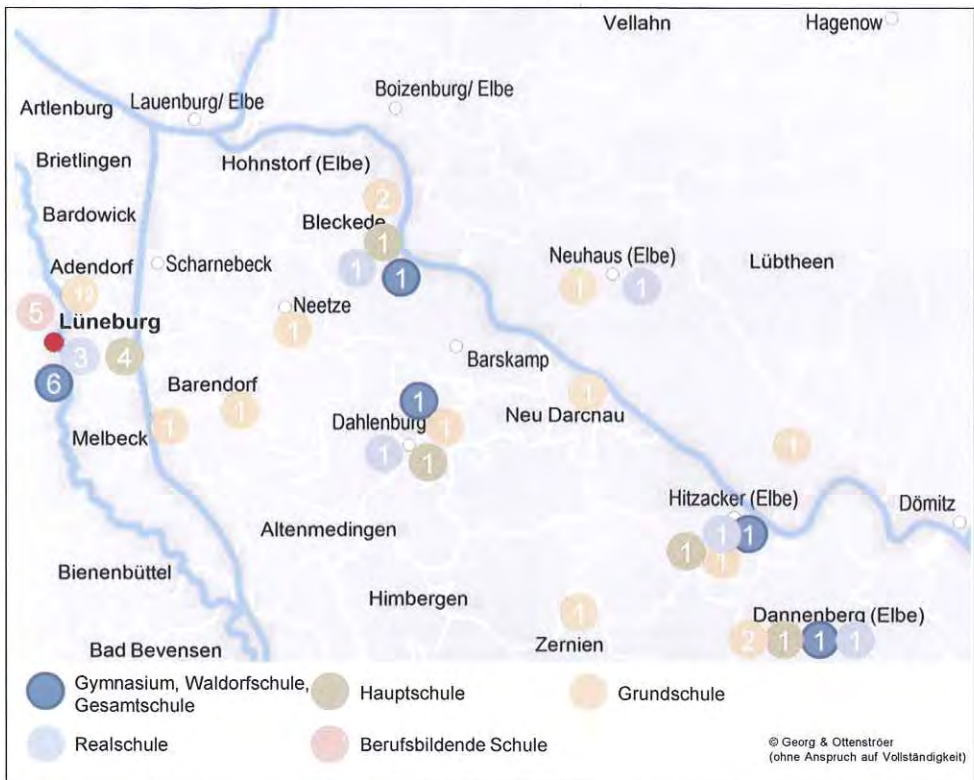 Vellahn
Hagenow
Boizenburg/ Elbe
Lauenburg/ Elbe
Artlenburg
Brietlingen
Hohnstorf (Elbe)
2
Bardowick
Bleckede
1
Scharnebeck
Adendorf
1
1
Neuhaus (Elbe)
Lübtheen
1
1
5
Neetze
1
Lüneburg
3
4
Barskamp
6
Barendorf
1
1
1
Neu Darcnau
Melbeck
1
Dahlenburg
1
1
1
1
Hitzacker (Elbe)
Dömitz
Altenmedingen
1
1
1
1
Bienenbüttel
Himbergen
1
Dannenberg (Elbe)
Zernien
2
1
1
1
Bad Bevensen
Gymnasium, Waldorfschule,
Gesamtschule
Hauptschule
Grundschule
Realschule
Berufsbildende Schule
© Georg & Ottenströer
(ohne Anspruch auf Vollständigkeit)